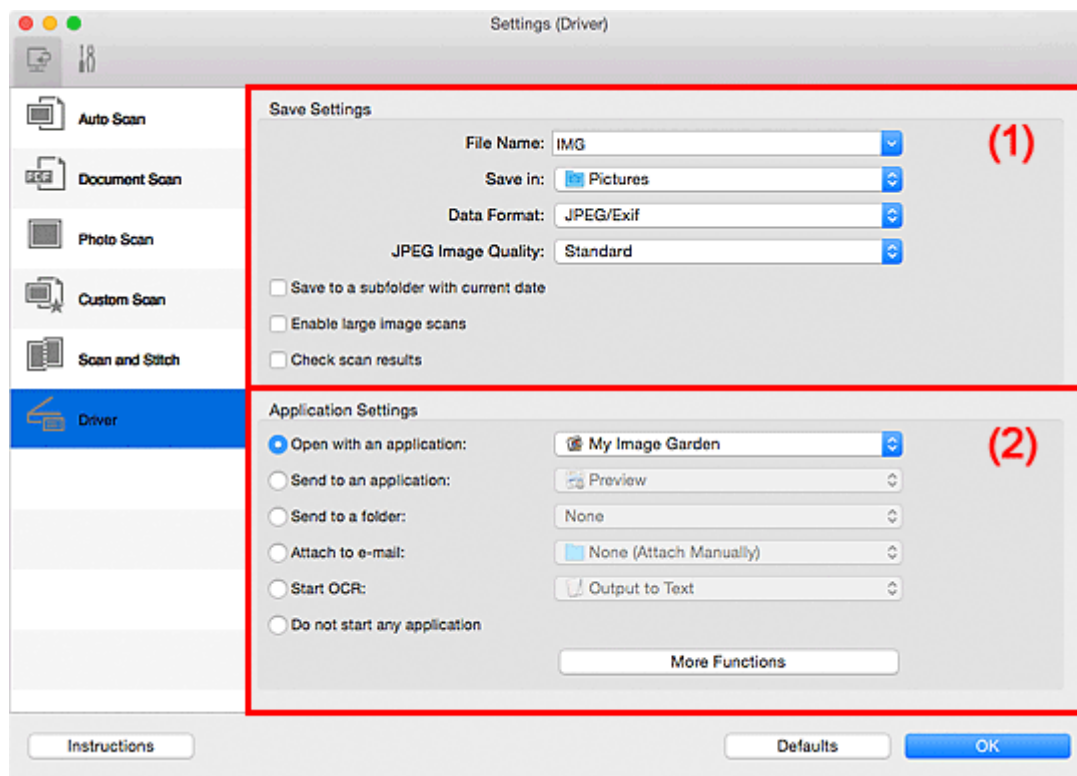 Settings (Driver)
Auto Scan
Document Scan
Photo Scan
Custom Scan
Scan and Stitch
Driver
Save Settings
(1)
File Name: IMG
Save in: Pictures
Data Format: JPEG/Exif
JPEG Image Quality: Standard
Save to a subfolder with current date
Enable large image scans
Check scan results
Application Settings
(2)
Open with an application: My Image Garden
Send to an application: Preview
Send to a folder: None
Attach to e-mail: None (Attach Manually)
Start OCR: Output to Text
Do not start any application
More Functions
Instructions
Defaults
OK